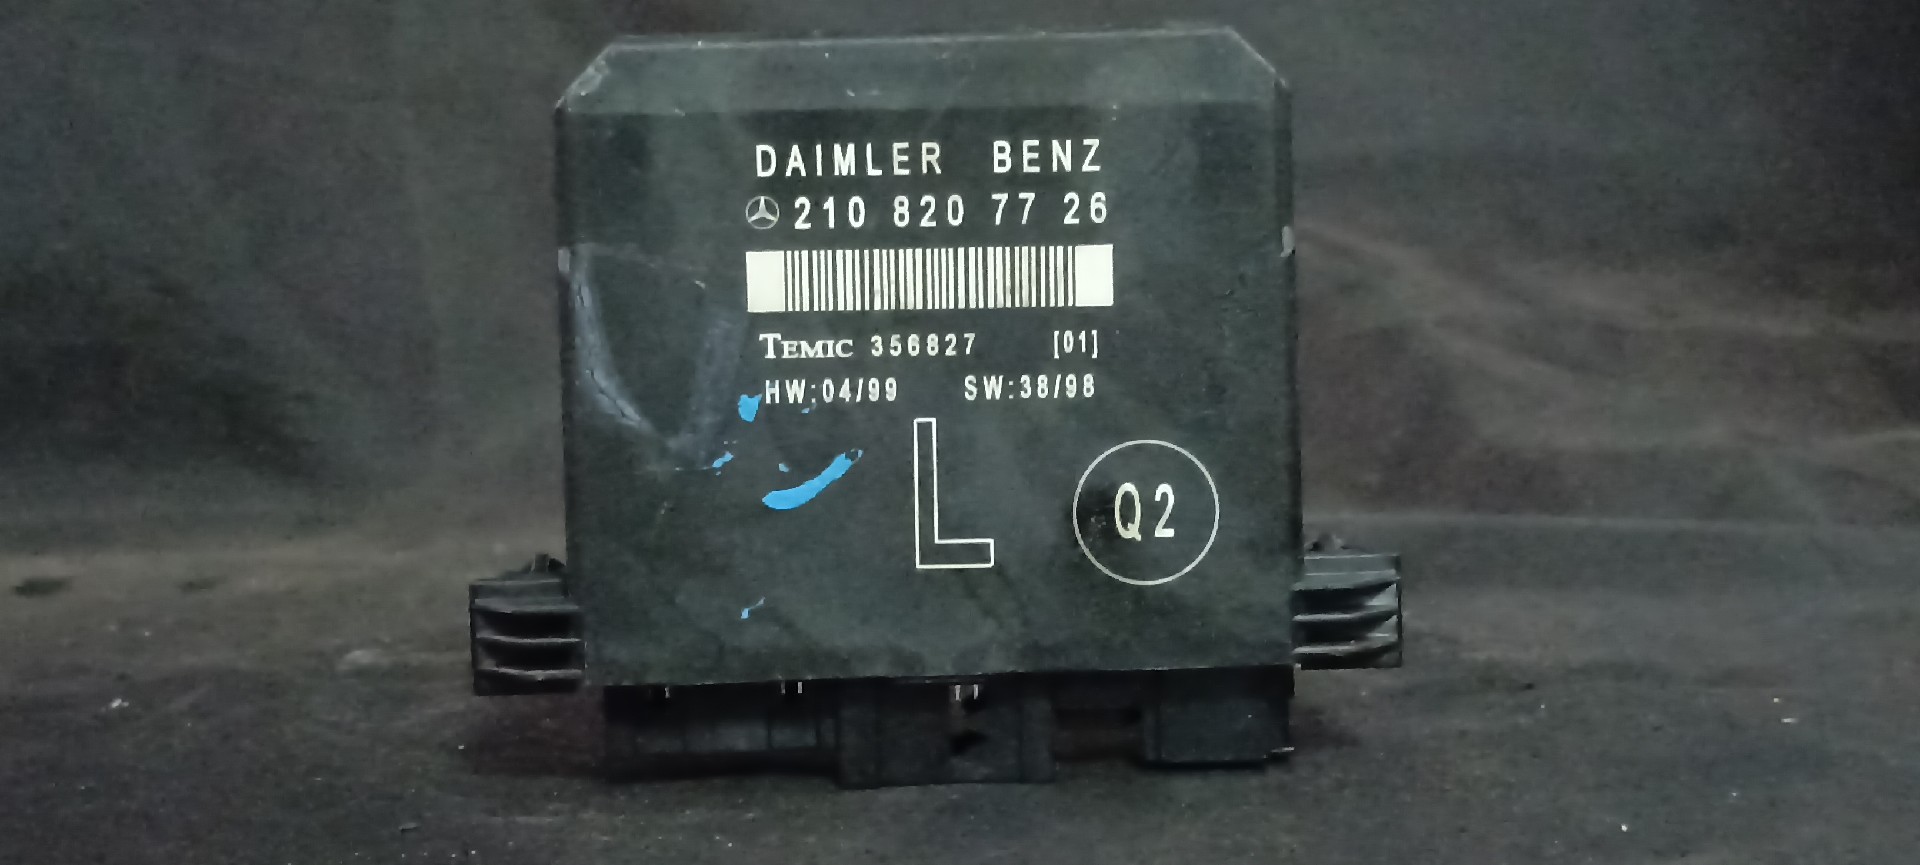 DAIMLER BENZ
210 820 77 26
TEMIC 356827 [01]
HW:04/99 SW:38/98
L
Q2